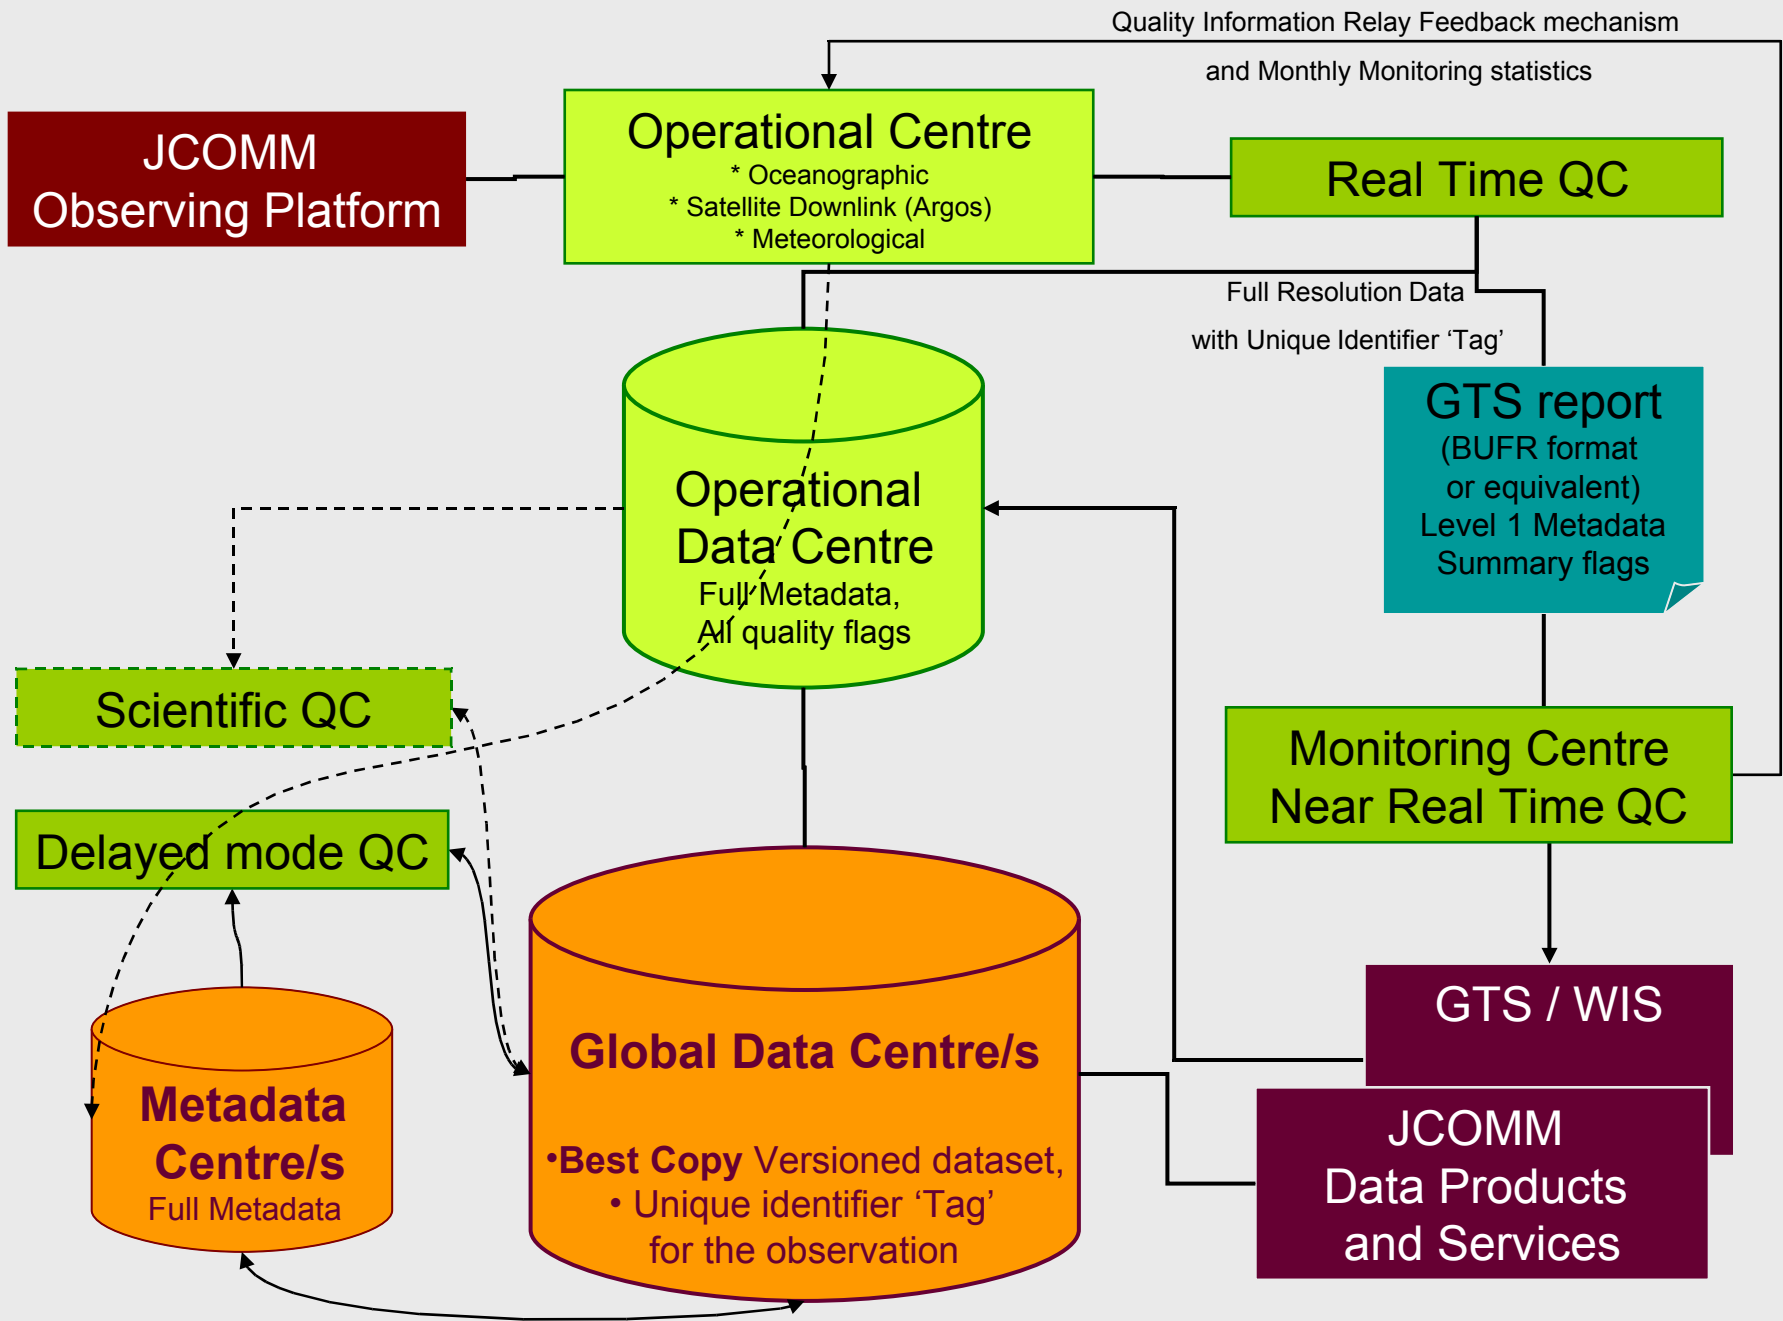 Quality Information Relay Feedback mechanism
and Monthly Monitoring statistics
JCOMM
Observing Platform
Operational Centre
* Oceanographic
* Satellite Downlink (Argos)
* Meteorological
Real Time QC
Full Resolution Data
with Unique Identifier ‘Tag’
GTS report
(BUFR format
or equivalent)
Level 1 Metadata
Summary flags
Operational
Data Centre
Full Metadata,
All quality flags
Scientific QC
Monitoring Centre
Near Real Time QC
Delayed mode QC
GTS / WIS
Global Data Centre/s
•Best Copy Versioned dataset,
• Unique identifier ‘Tag’
for the observation
Metadata
Centre/s
Full Metadata
JCOMM
Data Products
and Services